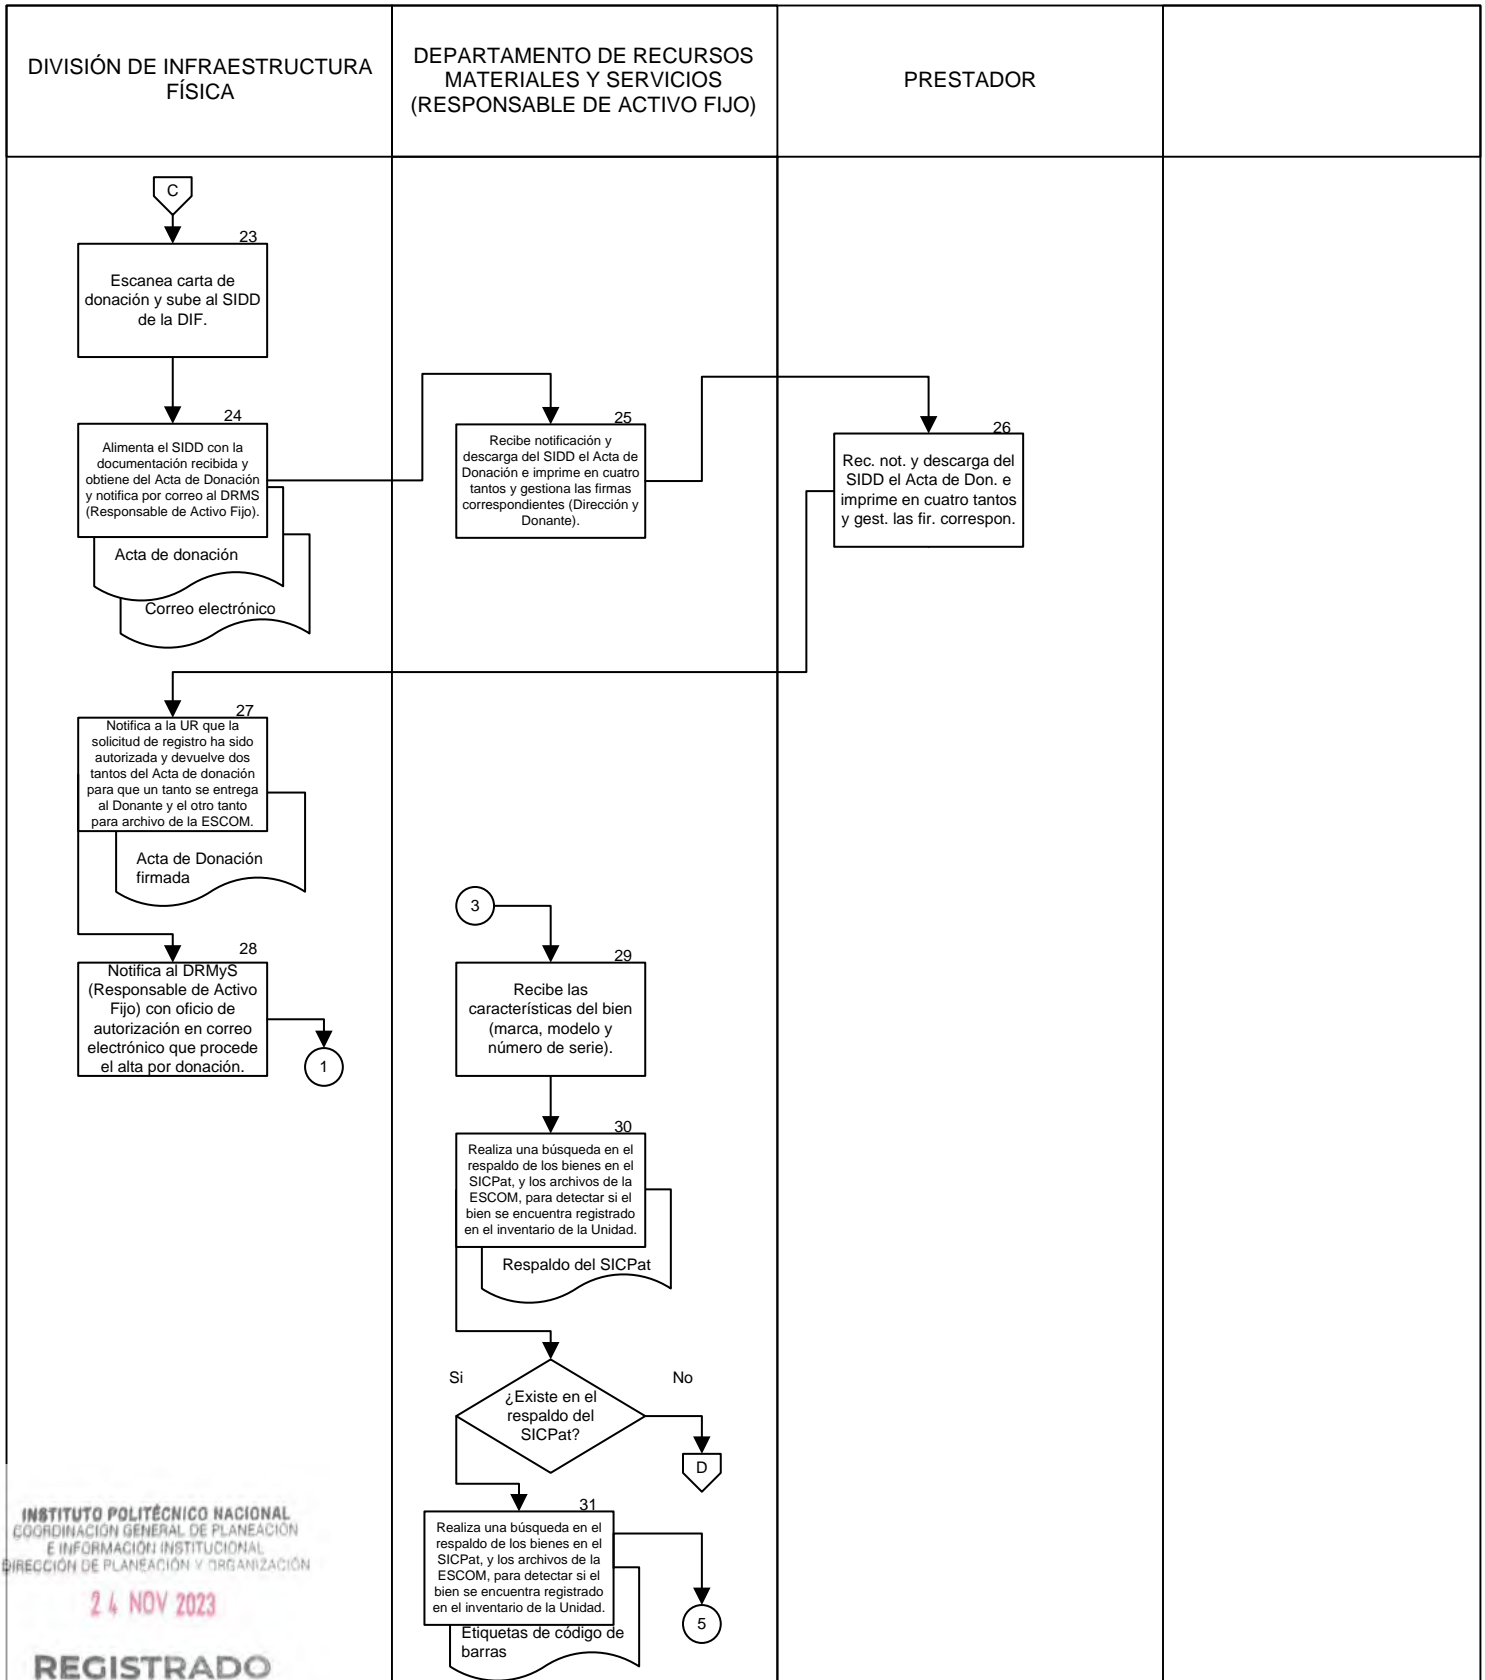 DIVISIÓN DE INFRAESTRUCTURA
FÍSICA
DEPARTAMENTO DE RECURSOS
MATERIALES Y SERVICIOS
(RESPONSABLE DE ACTIVO FIJO)
PRESTADOR
C
23
Escanea carta de
donación y sube al SIDD
de la DIF.
24
Alimenta el SIDD con la
documentación recibida y
obtiene del Acta de Donación
y notifica por correo al DRMS
(Responsable de Activo Fijo).
Acta de donación
Correo electrónico
25
Recibe notificación y
descarga del SIDD el Acta de
Donación e imprime en cuatro
tantos y gestiona las firmas
correspondientes (Dirección y
Donante).
26
Rec. not. y descarga del
SIDD el Acta de Don. e
imprime en cuatro tantos
y gest. las fir. correspon.
27
Notifica a la UR que la
solicitud de registro ha sido
autorizada y devuelve dos
tantos del Acta de donación
para que un tanto se entrega
al Donante y el otro tanto
para archivo de la ESCOM.
Acta de Donación
firmada
28
Notifica al DRMyS
(Responsable de Activo
Fijo) con oficio de
autorización en correo
electrónico que procede
el alta por donación.
1
3
29
Recibe las
características del bien
(marca, modelo y
número de serie).
30
Realiza una búsqueda en el
respaldo de los bienes en el
SICPat, y los archivos de la
ESCOM, para detectar si el
bien se encuentra registrado
en el inventario de la Unidad.
Respaldo del SICPat
Si
No
¿Existe en el
respaldo del
SICPat?
D
31
Realiza una búsqueda en el
respaldo de los bienes en el
SICPat, y los archivos de la
ESCOM, para detectar si el
bien se encuentra registrado
en el inventario de la Unidad.
Etiquetas de código de
barras
5
INSTITUTO POLITÉCNICO NACIONAL
COORDINACIÓN GENERAL DE PLANEACIÓN
E INFORMACIÓN INSTITUCIONAL
DIRECCIÓN DE PLANEACIÓN Y ORGANIZACIÓN
24 NOV 2023
REGISTRADO